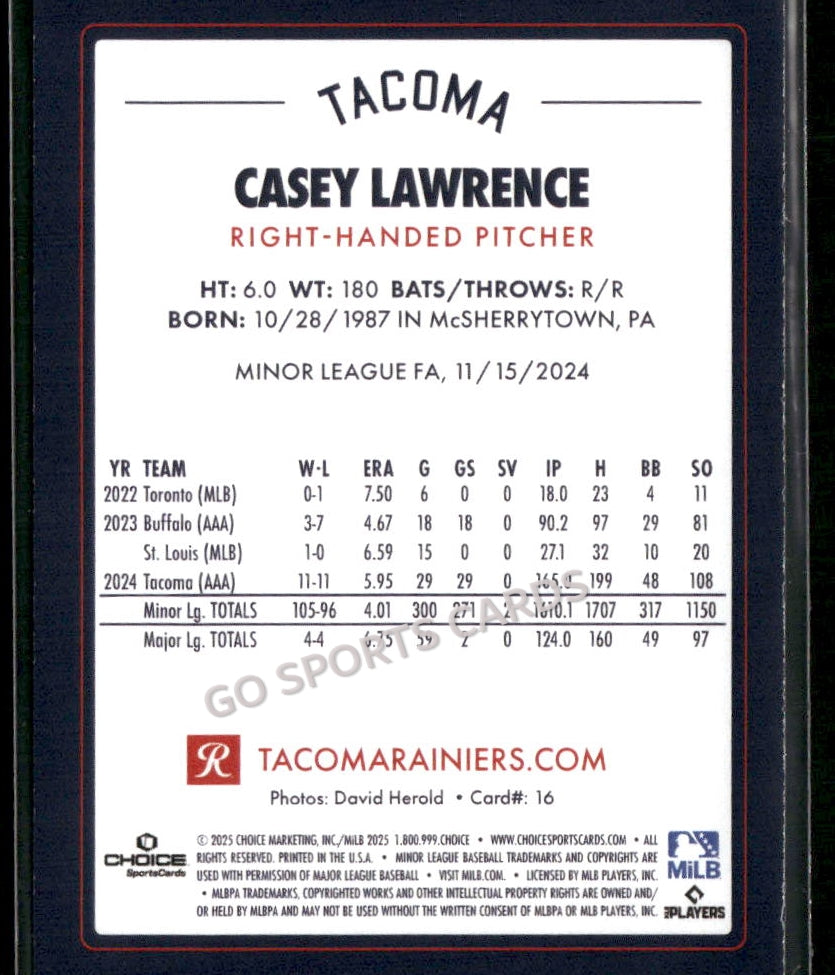 TACOMA
CASEY LAWRENCE
RIGHT-HANDED PITCHER
HT: 6.0 WT: 180 BATS/THROWS: R/R
BORN: 10/28/1987 IN McSHERRYTOWN, PA
MINOR LEAGUE FA, 11/15/2024
YR TEAM W-L ERA G GS SV IP H BB SO
2022 Toronto (MLB) 0-1 7.50 6 0 0 18.0 23 4 11
2023 Buffalo (AAA) 3-7 4.67 18 18 0 90.2 97 29 81
St. Louis (MLB) 1-0 6.59 15 0 0 27.1 32 10 20
2024 Tacoma (AAA) 11-11 5.95 29 29 0 165.0 199 48 108
Minor Lg. TOTALS 105-96 4.01 300 271 2 1610.1 1707 317 1150
Major Lg. TOTALS 4-4 6.75 59 2 0 124.0 160 49 97
GO SPORTS CARDS
R TACOMARAINIERS.COM
Photos: David Herold • Card#: 16
© 2025 CHOICE MARKETING, INC./MiLB 2025 1.800.999.CHOICE • WWW.CHOICESPORTSCARDS.COM • ALL
RIGHTS RESERVED. PRINTED IN THE U.S.A. • MINOR LEAGUE BASEBALL TRADEMARKS AND COPYRIGHTS ARE
USED WITH PERMISSION OF MAJOR LEAGUE BASEBALL • VISIT MILB.COM. • LICENSED BY MLB PLAYERS, INC.
• MLBPA TRADEMARKS, COPYRIGHTED WORKS AND OTHER INTELLECTUAL PROPERTY RIGHTS ARE OWNED AND/
OR HELD BY MLBPA AND MAY NOT BE USED WITHOUT THE WRITTEN CONSENT OF MLBPA OR MLB PLAYERS, INC.
CHOICE
SportsCards
MiLB
PLAYERS